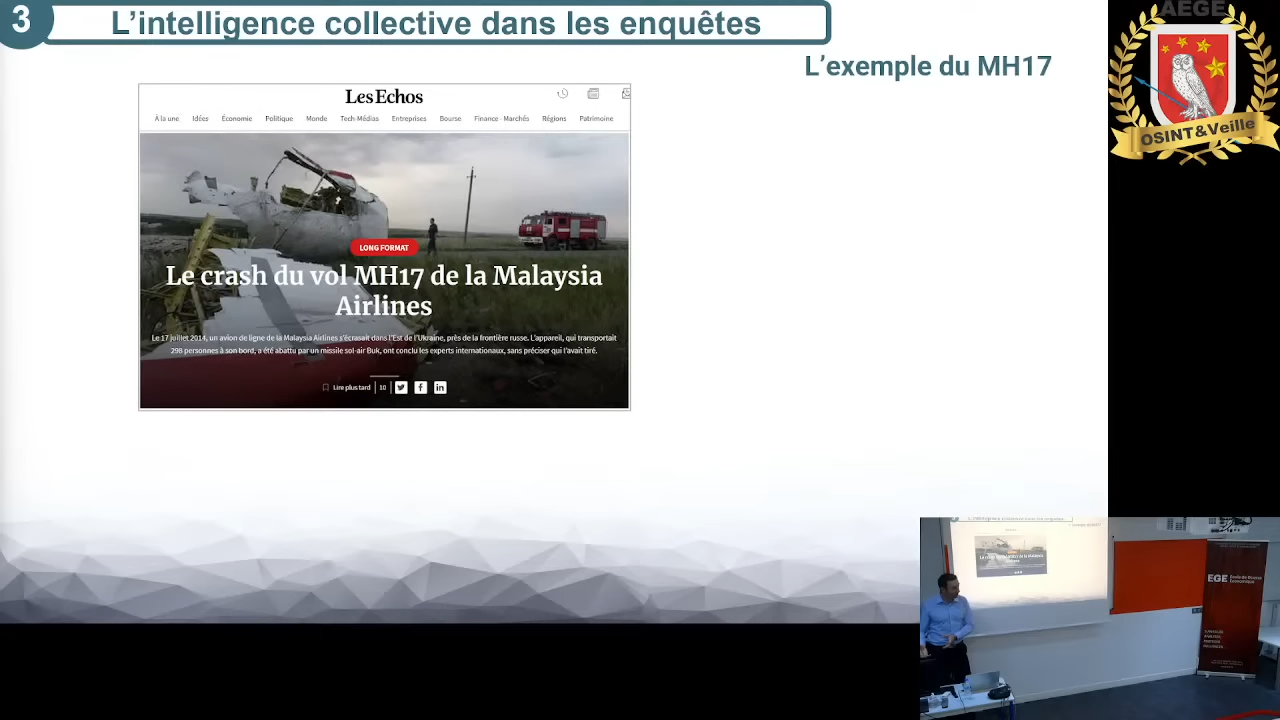 3
L'intelligence collective dans les enquêtes
L'exemple du MH17
AEGE
OSINT&Veille
Les Echos
À la une Idées Économie Politique Monde Tech-Médias Entreprises Bourse Finance - Marchés Régions Patrimoine
LONG FORMAT
Le crash du vol MH17 de la Malaysia
Airlines
Le 17 juillet 2014, un avion de ligne de la Malaysia Airlines s'écrasait dans l'Est de l'Ukraine, près de la frontière russe. L'appareil, qui transportait
298 personnes à son bord, a été abattu par un missile sol-air Buk, ont conclu les experts internationaux, sans préciser qui l'avait tiré.
Lire plus tard 10
EGE École de Guerre
Économique